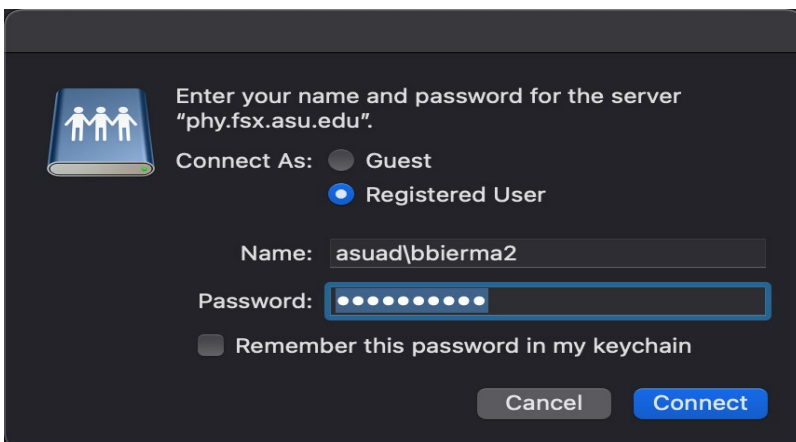 Enter your name and password for the server
“phy.fsx.asu.edu”.
Connect As: Guest
Registered User
Name: asuad\bbierma2
Password: ●●●●●●●●●●
Remember this password in my keychain
Cancel Connect